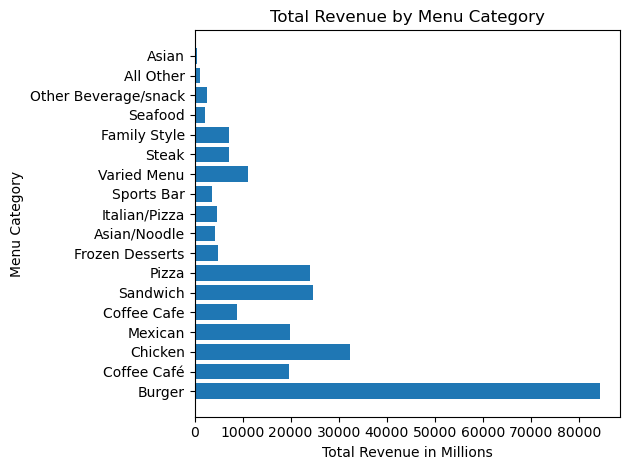 Total Revenue by Menu Category
Menu Category
Asian
All Other
Other Beverage/snack
Seafood
Family Style
Steak
Varied Menu
Sports Bar
Italian/Pizza
Asian/Noodle
Frozen Desserts
Pizza
Sandwich
Coffee Cafe
Mexican
Chicken
Coffee Café
Burger
0 10000 20000 30000 40000 50000 60000 70000 80000
Total Revenue in Millions